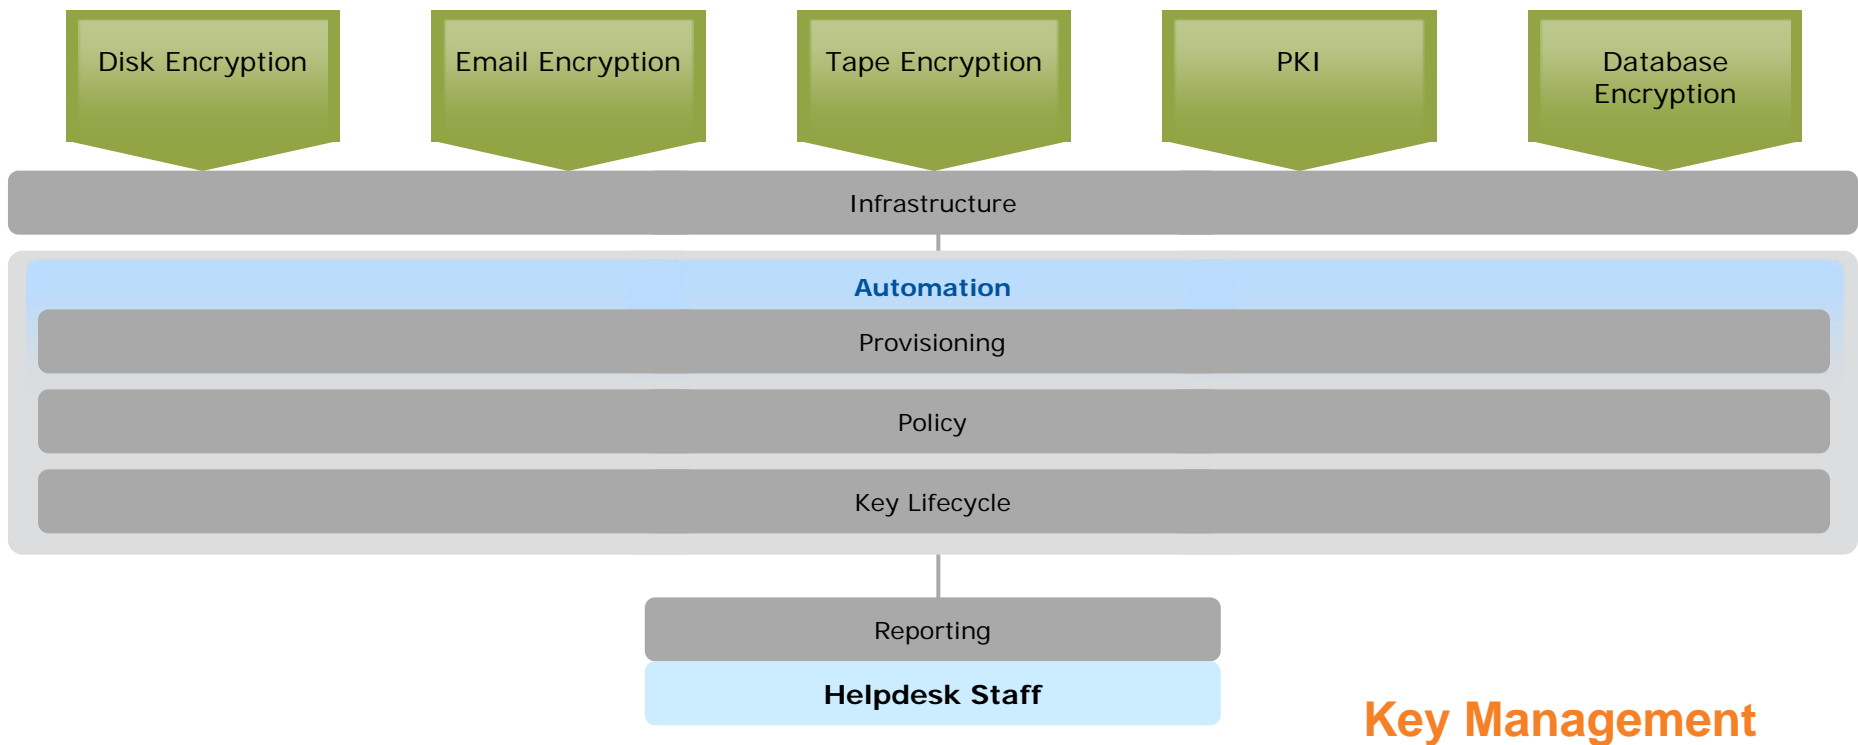 Disk Encryption
Email Encryption
Tape Encryption
PKI
Database
Encryption
Infrastructure
Automation
Provisioning
Policy
Key Lifecycle
Reporting
Helpdesk Staff
Key Management